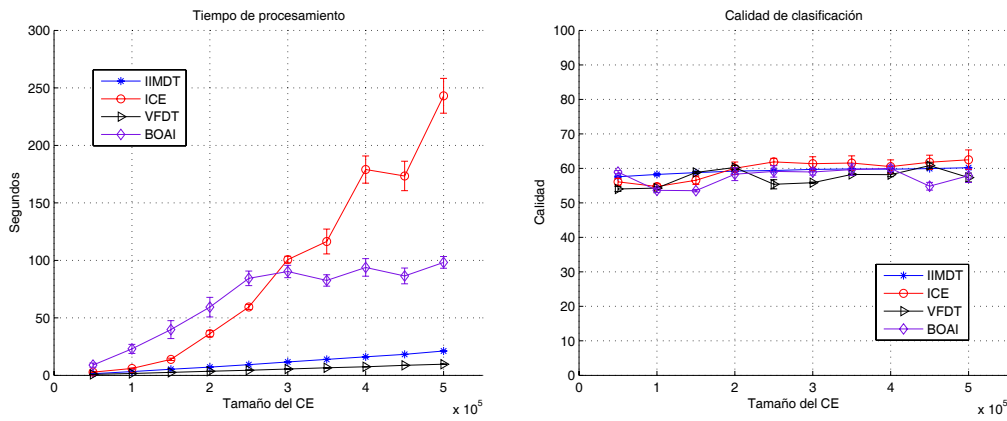 Tiempo de procesamiento
300
250
200
150
100
50
0
Segundos
IIMDT
ICE
VFDT
BOAI
0 1 2 3 4 5
Tamaño del CE
x 10^5
Calidad de clasificación
100
90
80
70
60
50
40
30
20
10
0
Calidad
IIMDT
ICE
VFDT
BOAI
0 1 2 3 4 5
Tamaño del CE
x 10^5